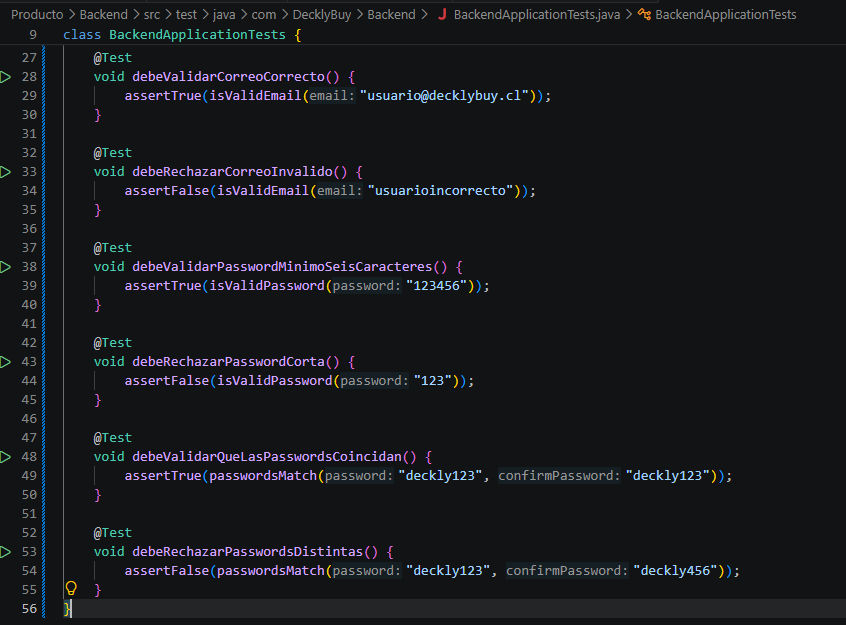 Producto > Backend > src > test > java > com > DecklyBuy > Backend > J BackendApplicationTests.java > BackendApplicationTests
9 class BackendApplicationTests {
27 @Test
28 void debeValidarCorreoCorrecto() {
29 assertTrue(isValidEmail(email: "usuario@decklybuy.cl"));
30 }
31
32 @Test
33 void debeRechazarCorreoInvalido() {
34 assertFalse(isValidEmail(email: "usuarioincorrecto"));
35 }
36
37 @Test
38 void debeValidarPasswordMinimoSeisCaracteres() {
39 assertTrue(isValidPassword(password: "123456"));
40 }
41
42 @Test
43 void debeRechazarPasswordCorta() {
44 assertFalse(isValidPassword(password: "123"));
45 }
46
47 @Test
48 void debeValidarQueLasPasswordsCoincidan() {
49 assertTrue(passwordsMatch(password: "deckly123", confirmPassword: "deckly123"));
50 }
51
52 @Test
53 void debeRechazarPasswordsDistintas() {
54 assertFalse(passwordsMatch(password: "deckly123", confirmPassword: "deckly456"));
55 }
56 }